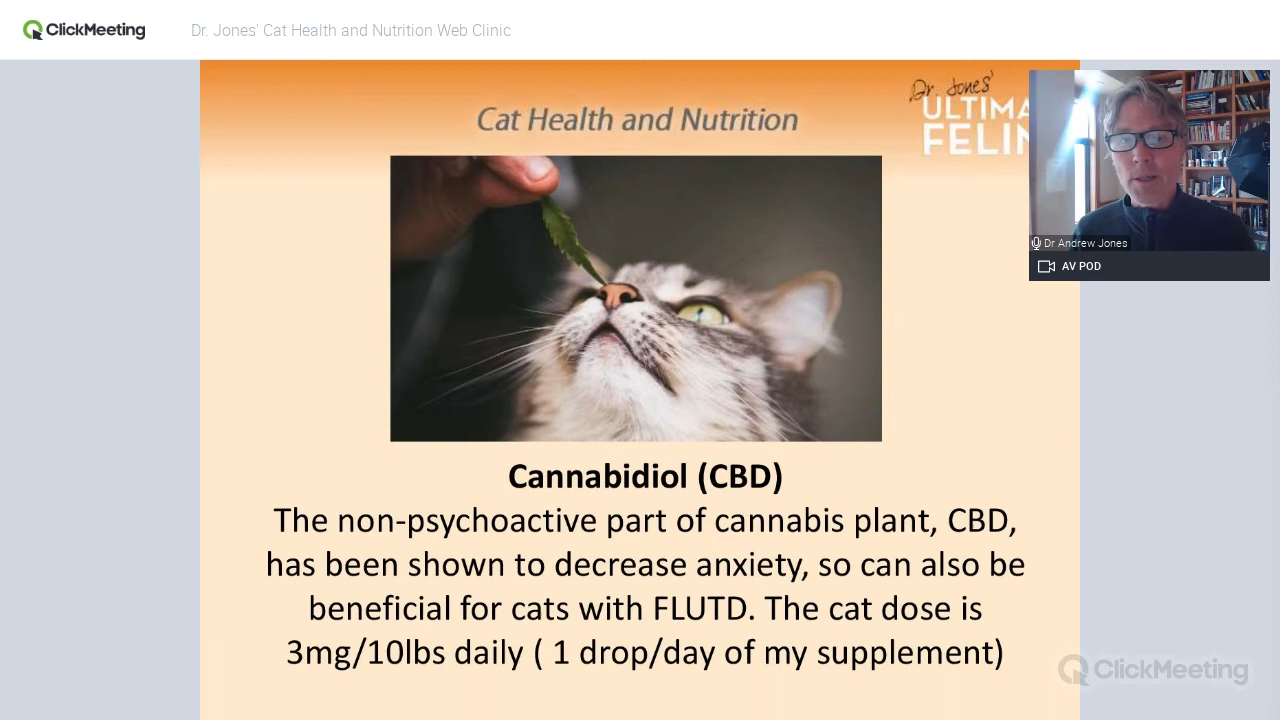 ClickMeeting
Dr. Jones' Cat Health and Nutrition Web Clinic
Dr. Jones'
ULTIMA
FELIN
Cat Health and Nutrition
Dr Andrew Jones
AV POD
Cannabidiol (CBD)
The non-psychoactive part of cannabis plant, CBD,
has been shown to decrease anxiety, so can also be
beneficial for cats with FLUTD. The cat dose is
3mg/10lbs daily ( 1 drop/day of my supplement)
ClickMeeting